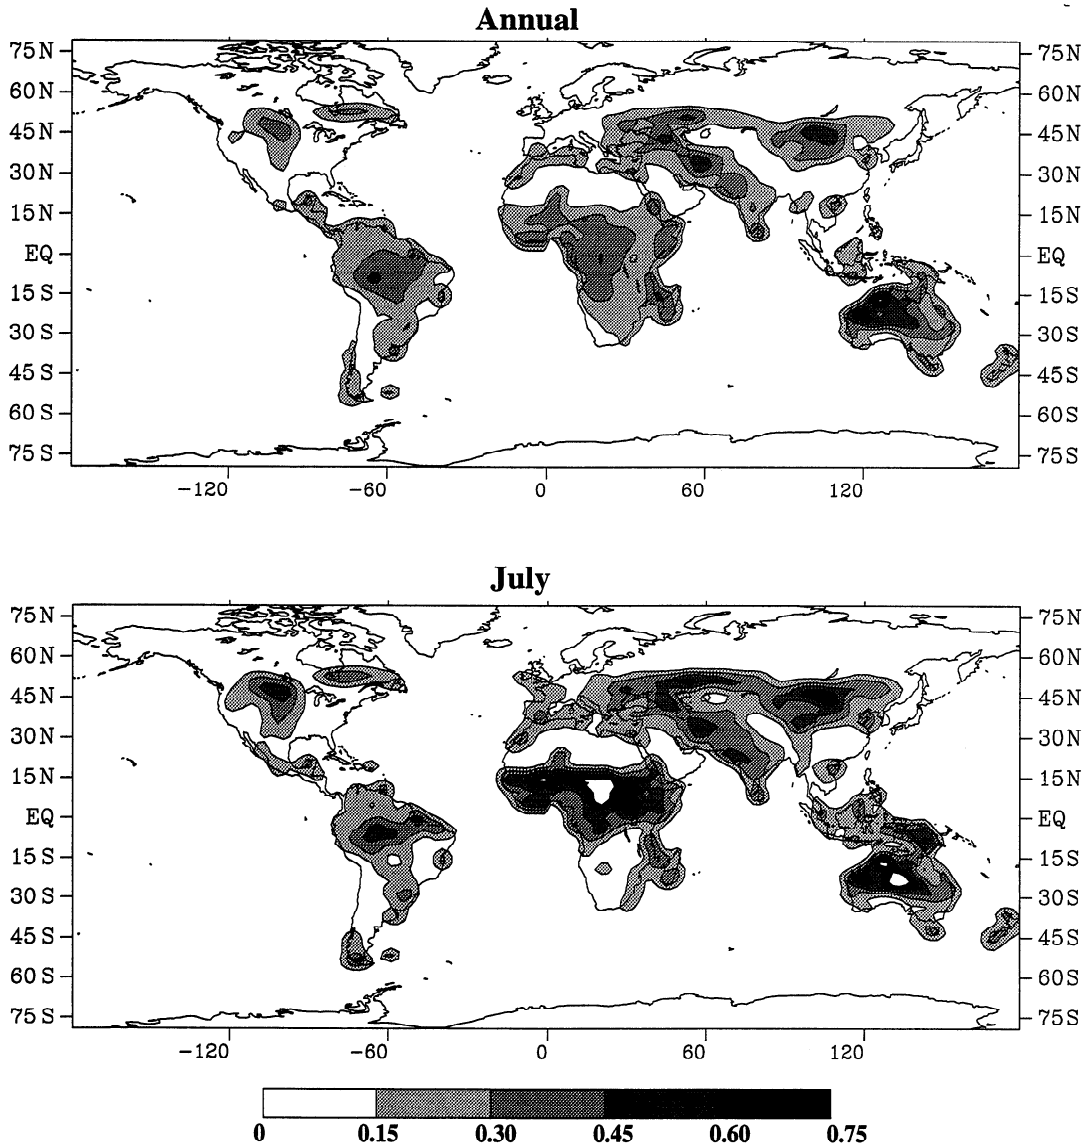 Annual
75N 75N
60N 60N
45N 45N
30N 30N
15N 15N
EQ EQ
15S 15S
30S 30S
45S 45S
60S 60S
75S 75S
-120 -60 0 60 120
July
75N 75N
60N 60N
45N 45N
30N 30N
15N 15N
EQ EQ
15S 15S
30S 30S
45S 45S
60S 60S
75S 75S
-120 -60 0 60 120
0 0.15 0.30 0.45 0.60 0.75